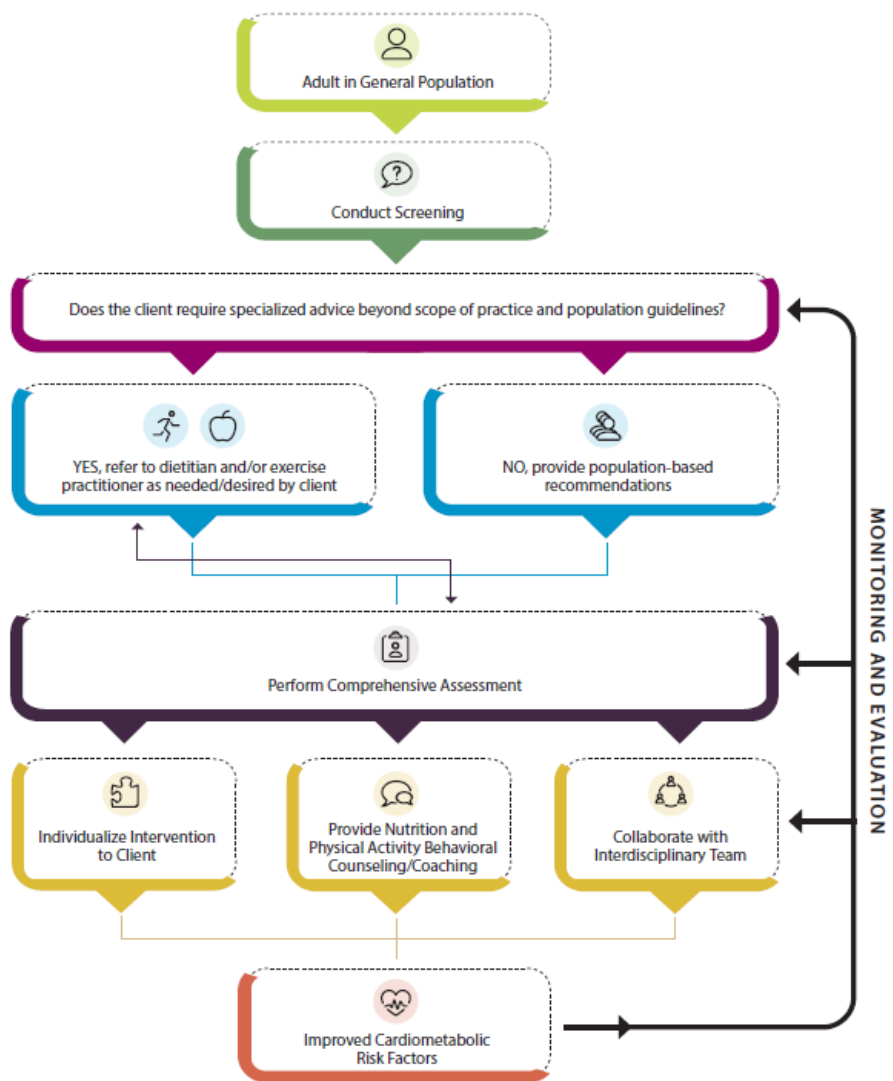 Adult in General Population
?
Conduct Screening
Does the client require specialized advice beyond scope of practice and population guidelines?
YES, refer to dietitian and/or exercise
practitioner as needed/desired by client
NO, provide population-based
recommendations
Perform Comprehensive Assessment
Individualize Intervention
to Client
Provide Nutrition and
Physical Activity Behavioral
Counseling/Coaching
Collaborate with
Interdisciplinary Team
Improved Cardiometabolic
Risk Factors
MONITORING AND EVALUATION